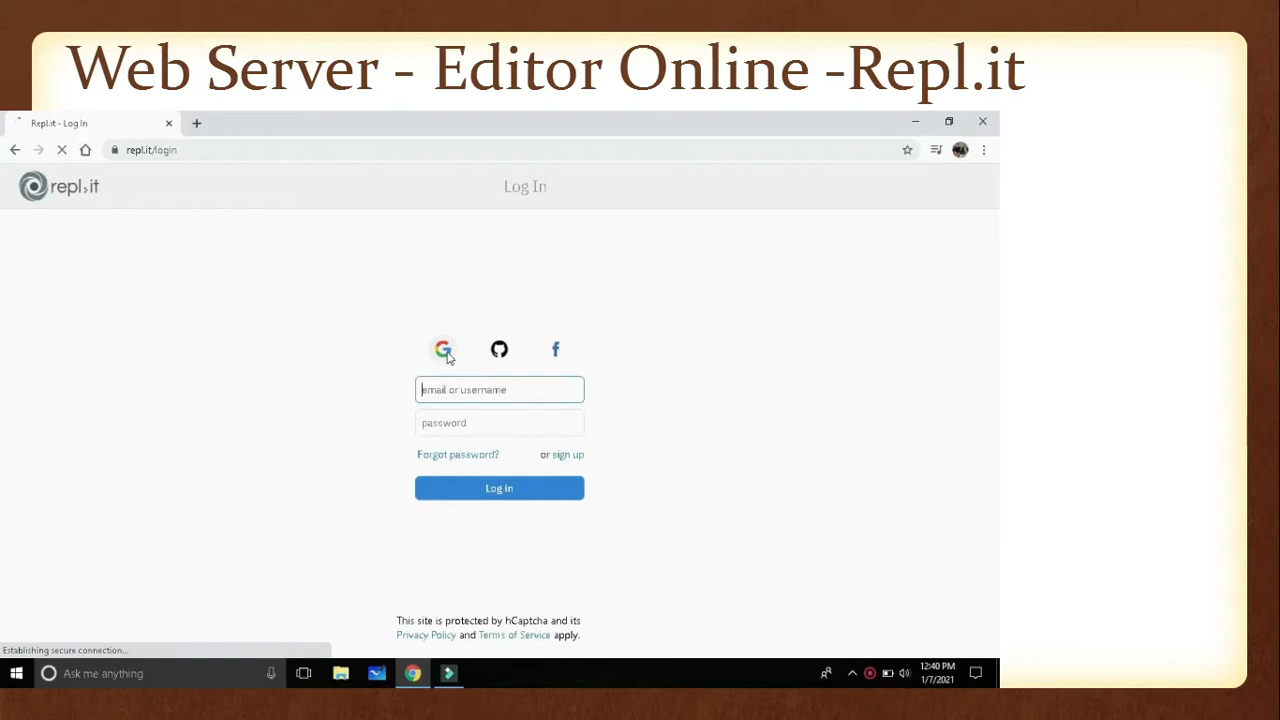 Web Server - Editor Online -Repl.it
Repl.it - Log In
repl.it/login
repl.it
Log In
email or username
password
Forgot password?
or sign up
Log in
This site is protected by hCaptcha and its
Privacy Policy and Terms of Service apply.
Establishing secure connection...
Ask me anything
12:40 PM
1/7/2021